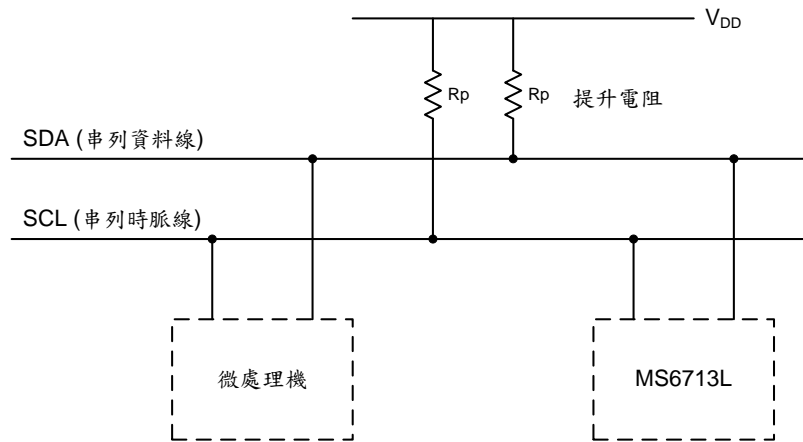 V_DD
Rp
Rp
提升電阻
SDA (串列資料線)
SCL (串列時脈線)
微處理機
MS6713L